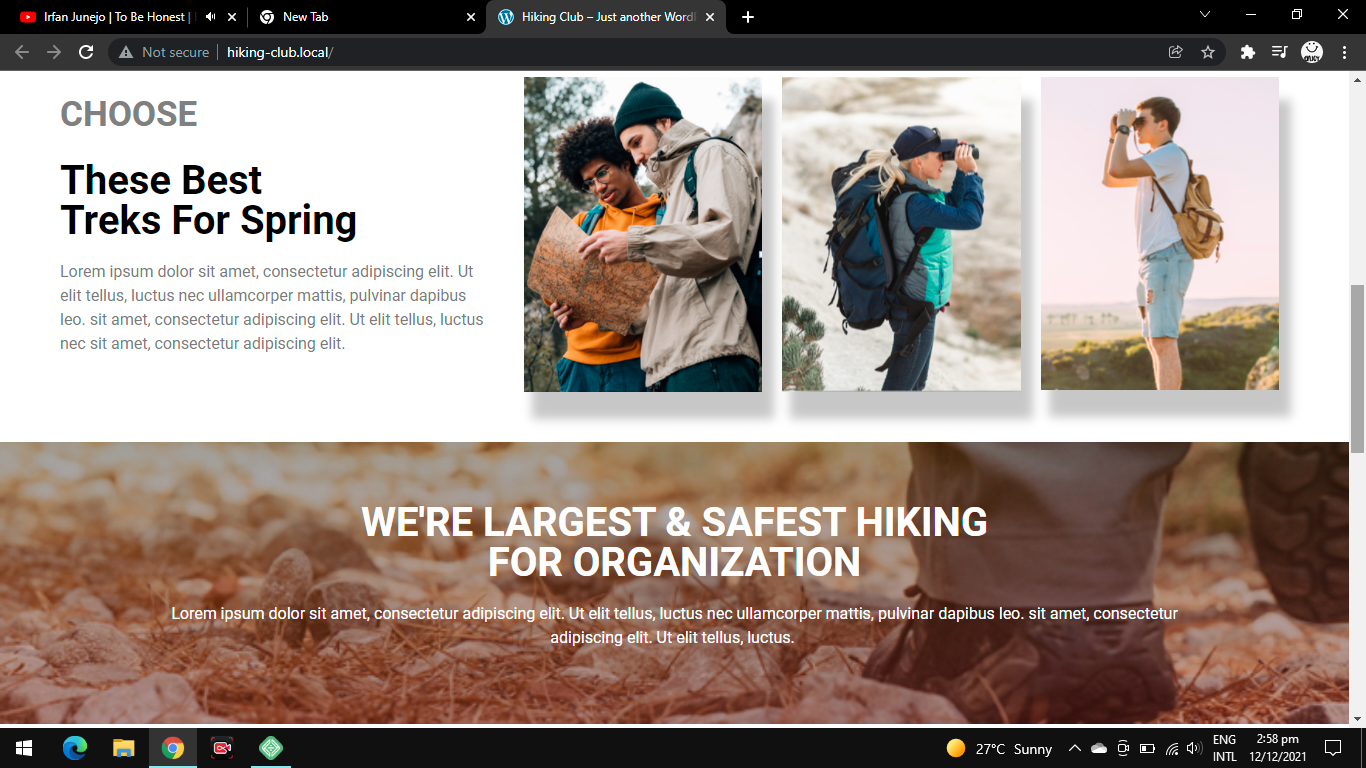 Irfan Junejo | To Be Honest |
New Tab
Hiking Club – Just another Word
Not secure
hiking-club.local/
CHOOSE
These Best
Treks For Spring
Lorem ipsum dolor sit amet, consectetur adipiscing elit. Ut
elit tellus, luctus nec ullamcorper mattis, pulvinar dapibus
leo. sit amet, consectetur adipiscing elit. Ut elit tellus, luctus
nec sit amet, consectetur adipiscing elit.
WE'RE LARGEST & SAFEST HIKING
FOR ORGANIZATION
Lorem ipsum dolor sit amet, consectetur adipiscing elit. Ut elit tellus, luctus nec ullamcorper mattis, pulvinar dapibus leo. sit amet, consectetur
adipiscing elit. Ut elit tellus, luctus.
27°C Sunny
ENG
INTL
2:58 pm
12/12/2021